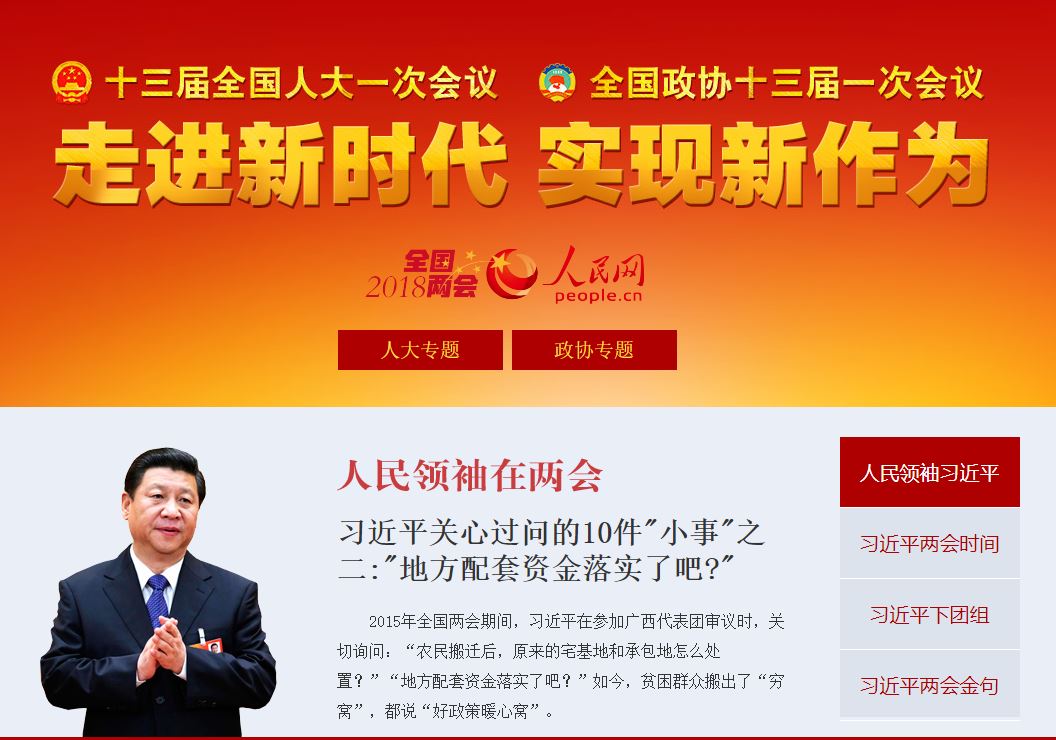 十三届全国人大一次会议 全国政协十三届一次会议
走进新时代 实现新作为
全国
2018两会
人民网
people.cn
人大专题 政协专题
人民领袖在两会
习近平关心过问的10件"小事"之
二:"地方配套资金落实了吧?"
2015年全国两会期间，习近平在参加广西代表团审议时，关
切询问：“农民搬迁后，原来的宅基地和承包地怎么处
置？”“地方配套资金落实了吧？”如今，贫困群众搬出了“穷
窝”，都说“好政策暖心窝”。
人民领袖习近平
习近平两会时间
习近平下团组
习近平两会金句